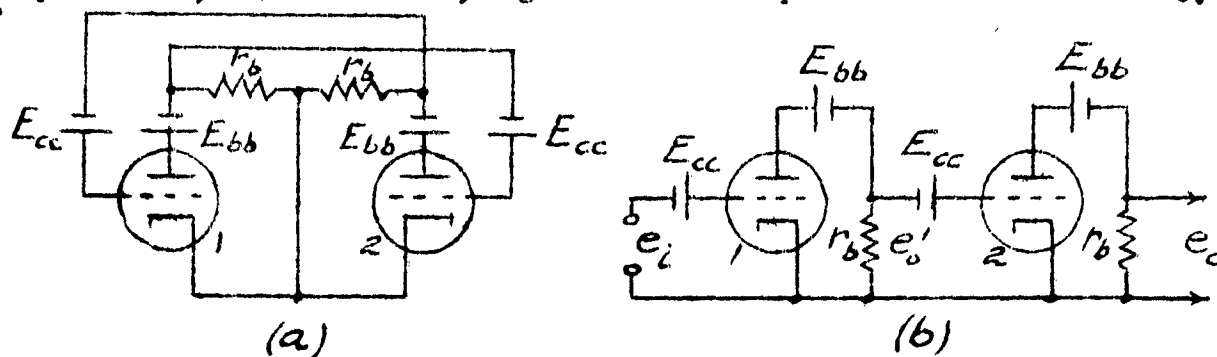 r_b r_b
E_cc E_bb E_bb E_cc
1 2
(a)
E_bb E_bb
E_cc E_cc
e_i 1 r_b e_o' 2 r_b e_o
(b)